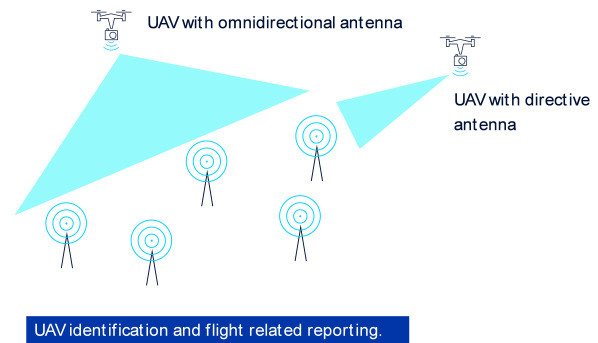 UAV with omnidirectional antenna
UAV with directive
antenna
UAV identification and flight related reporting.